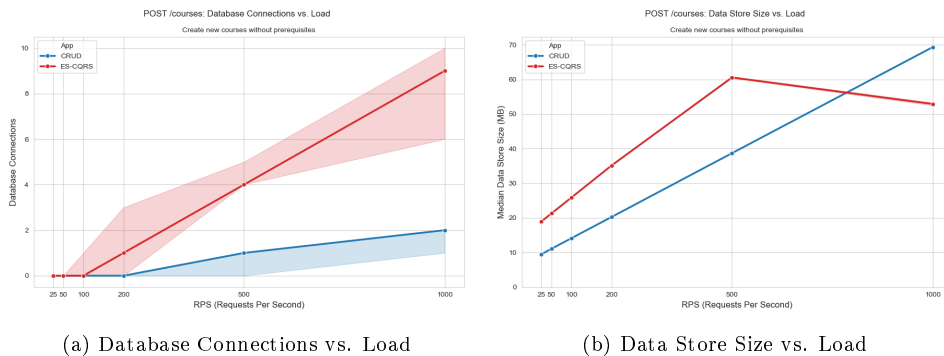 POST /courses: Database Connections vs. Load
Create new courses without prerequisites
App
CRUD
ES-CQRS
10
8
6
4
2
0
Database Connections
25 50 100 200 500 1000
RPS (Requests Per Second)
(a) Database Connections vs. Load
POST /courses: Data Store Size vs. Load
Create new courses without prerequisites
App
CRUD
ES-CQRS
70
60
50
40
30
20
10
0
Median Data Store Size (MB)
25 50 100 200 500 1000
RPS (Requests Per Second)
(b) Data Store Size vs. Load